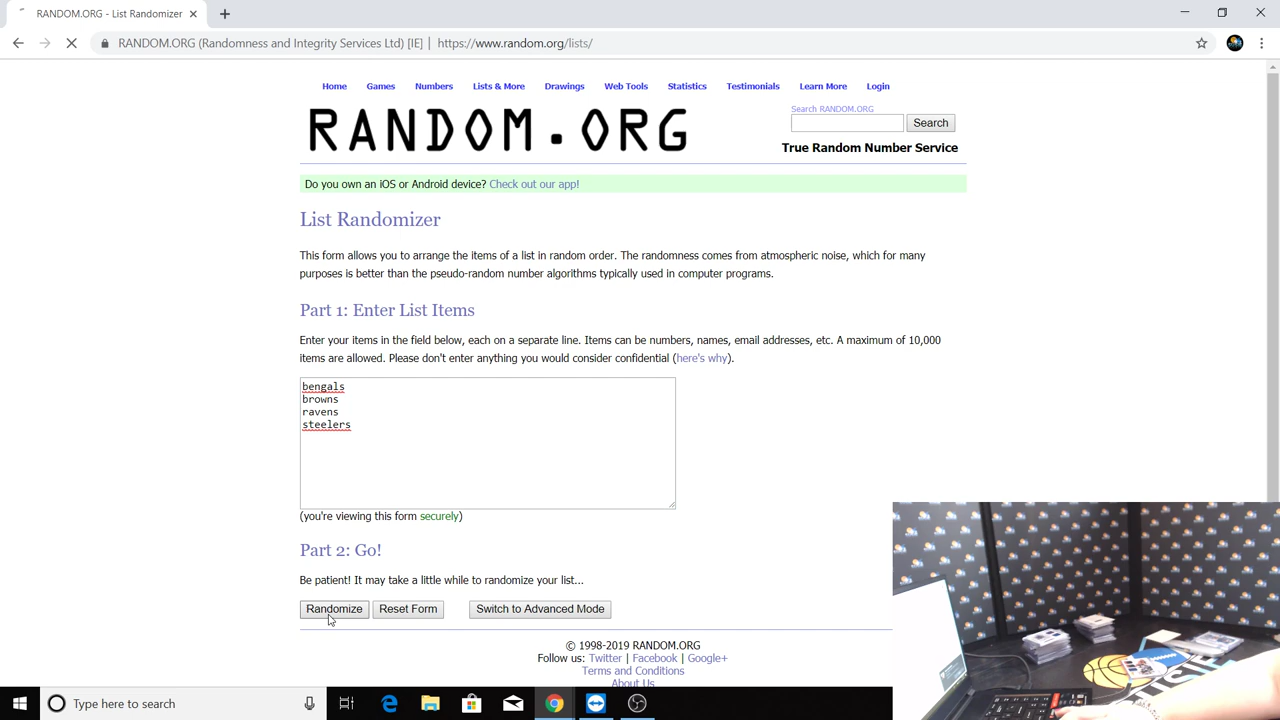 RANDOM.ORG - List Randomizer
RANDOM.ORG (Randomness and Integrity Services Ltd) [IE] | https://www.random.org/lists/
Home Games Numbers Lists & More Drawings Web Tools Statistics Testimonials Learn More Login
RANDOM.ORG
Search RANDOM.ORG
Search
True Random Number Service
Do you own an iOS or Android device? Check out our app!
List Randomizer
This form allows you to arrange the items of a list in random order. The randomness comes from atmospheric noise, which for many
purposes is better than the pseudo-random number algorithms typically used in computer programs.
Part 1: Enter List Items
Enter your items in the field below, each on a separate line. Items can be numbers, names, email addresses, etc. A maximum of 10,000
items are allowed. Please don't enter anything you would consider confidential (here's why).
bengals
browns
ravens
steelers
(you're viewing this form securely)
Part 2: Go!
Be patient! It may take a little while to randomize your list...
Randomize Reset Form Switch to Advanced Mode
© 1998-2019 RANDOM.ORG
Follow us: Twitter | Facebook | Google+
Terms and Conditions
About Us
Type here to search